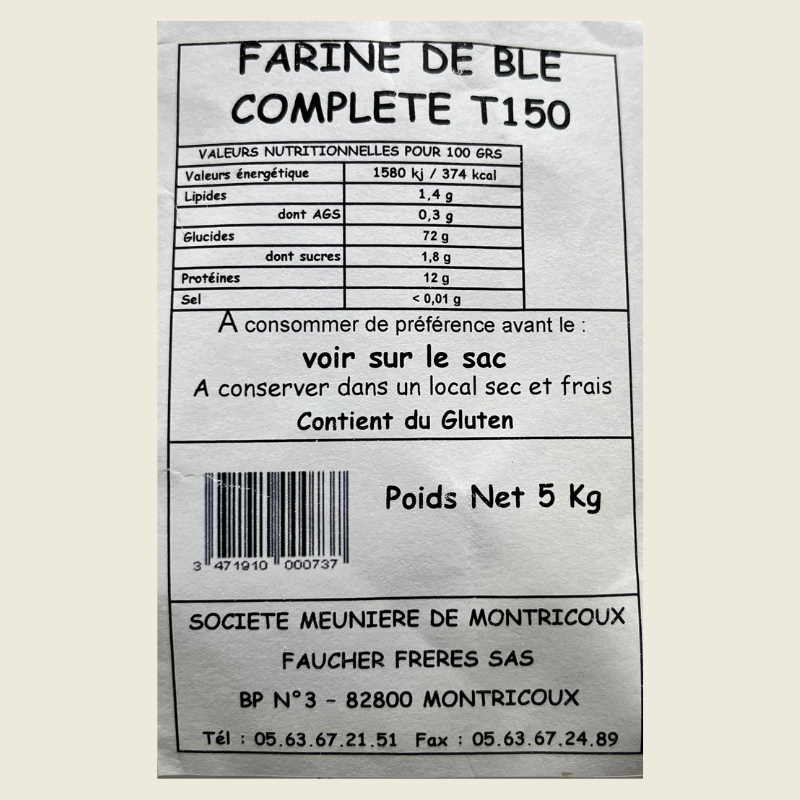 FARINE DE BLE
COMPLETE T150
VALEURS NUTRITIONNELLES POUR 100 GRS
Valeurs énergétique 1580 kj / 374 kcal
Lipides 1,4 g
dont AGS 0,3 g
Glucides 72 g
dont sucres 1,8 g
Protéines 12 g
Sel < 0,01 g
A consommer de préférence avant le :
voir sur le sac
A conserver dans un local sec et frais
Contient du Gluten
Poids Net 5 Kg
3 471910 000737
SOCIETE MEUNIERE DE MONTRICOUX
FAUCHER FRERES SAS
BP N°3 - 82800 MONTRICOUX
Tél : 05.63.67.21.51 Fax : 05.63.67.24.89